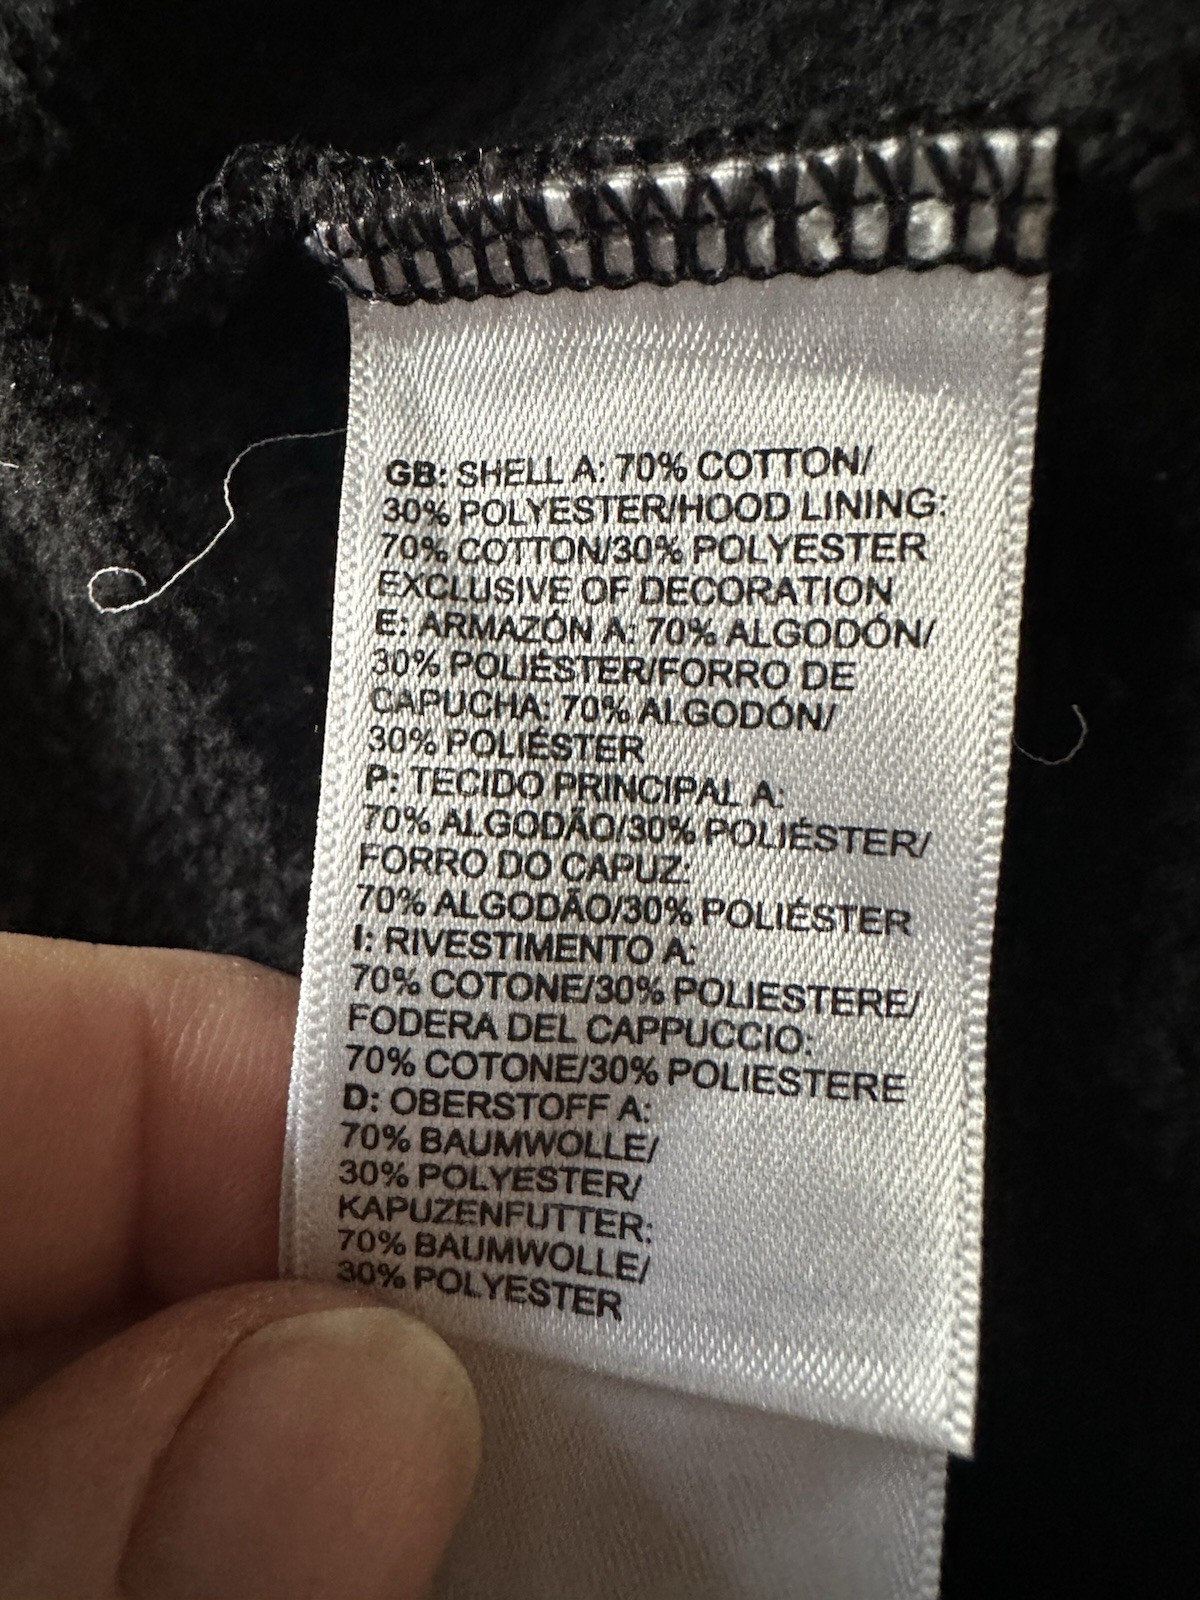 GB: SHELL A: 70% COTTON/
30% POLYESTER/HOOD LINING:
70% COTTON/30% POLYESTER
EXCLUSIVE OF DECORATION
E: ARMAZÓN A: 70% ALGODÓN/
30% POLIÉSTER/FORRO DE
CAPUCHA: 70% ALGODÓN/
30% POLIÉSTER
P: TECIDO PRINCIPAL A:
70% ALGODÃO/30% POLIÉSTER/
FORRO DO CAPUZ:
70% ALGODÃO/30% POLIÉSTER
I: RIVESTIMENTO A:
70% COTONE/30% POLIESTERE/
FODERA DEL CAPPUCCIO:
70% COTONE/30% POLIESTERE
D: OBERSTOFF A:
70% BAUMWOLLE/
30% POLYESTER/
KAPUZENFUTTER:
70% BAUMWOLLE/
30% POLYESTER